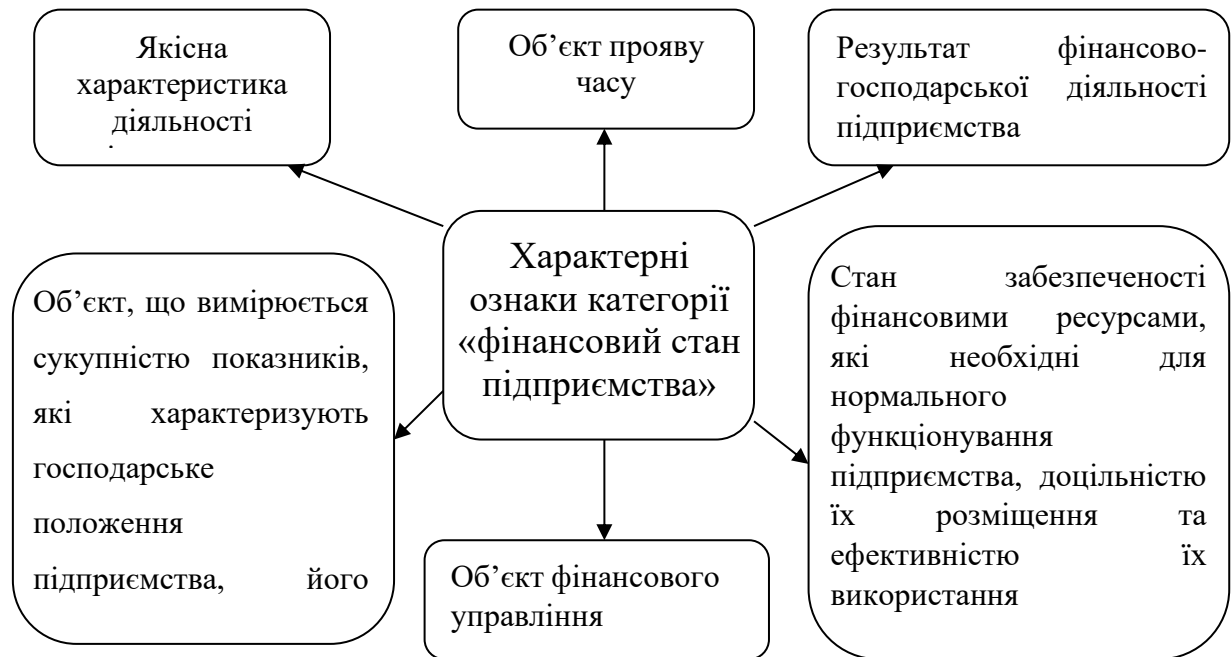 Якісна
характеристика
діяльності
Об’єкт прояву
часу
Результат фінансово-
господарської діяльності
підприємства
Характерні
ознаки категорії
«фінансовий стан
підприємства»
Об’єкт, що вимірюється
сукупністю показників,
які характеризують
господарське
положення
підприємства, його
Стан забезпеченості
фінансовими ресурсами,
які необхідні для
нормального
функціонування
підприємства, доцільністю
їх розміщення та
ефективністю їх
використання
Об’єкт фінансового
управління